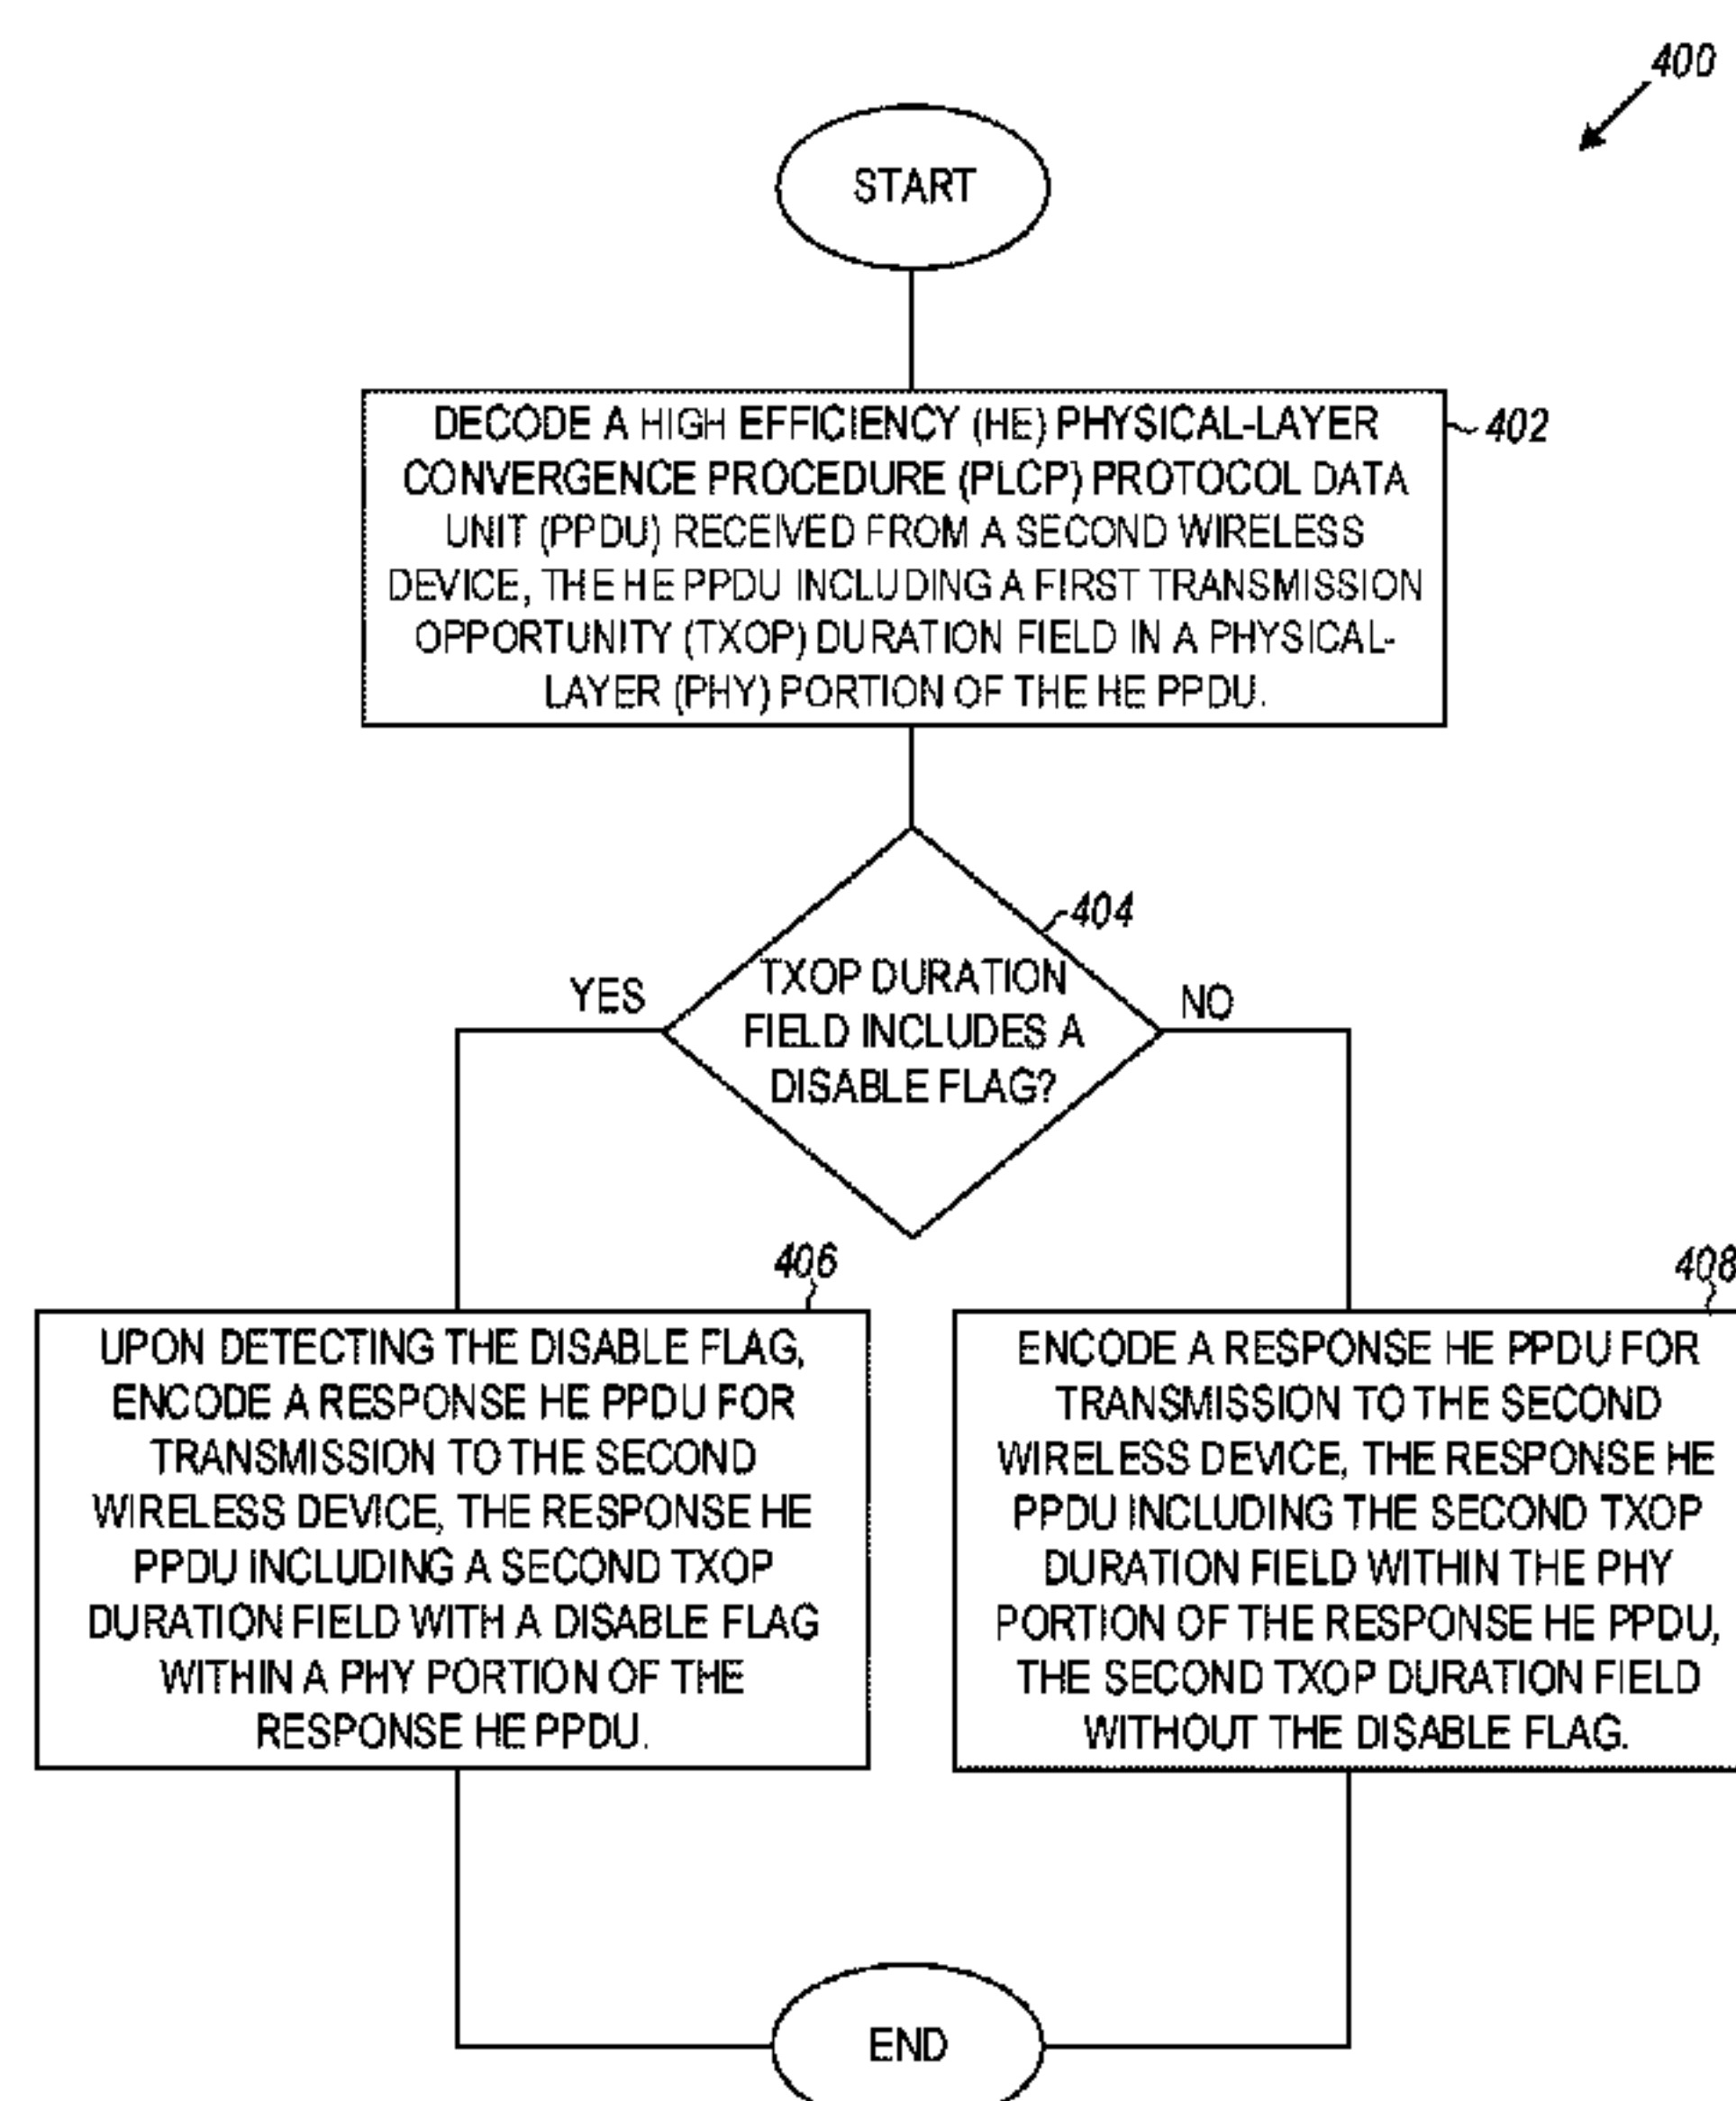 400
START
DECODE A HIGH EFFICIENCY (HE) PHYSICAL-LAYER
CONVERGENCE PROCEDURE (PLCP) PROTOCOL DATA
UNIT (PPDU) RECEIVED FROM A SECOND WIRELESS
DEVICE, THE HE PPDU INCLUDING A FIRST TRANSMISSION
OPPORTUNITY (TXOP) DURATION FIELD IN A PHYSICAL-
LAYER (PHY) PORTION OF THE HE PPDU.
402
404
TXOP DURATION
FIELD INCLUDES A
DISABLE FLAG?
YES
NO
406
UPON DETECTING THE DISABLE FLAG,
ENCODE A RESPONSE HE PPDU FOR
TRANSMISSION TO THE SECOND
WIRELESS DEVICE, THE RESPONSE HE
PPDU INCLUDING A SECOND TXOP
DURATION FIELD WITH A DISABLE FLAG
WITHIN A PHY PORTION OF THE
RESPONSE HE PPDU.
408
ENCODE A RESPONSE HE PPDU FOR
TRANSMISSION TO THE SECOND
WIRELESS DEVICE, THE RESPONSE HE
PPDU INCLUDING THE SECOND TXOP
DURATION FIELD WITHIN THE PHY
PORTION OF THE RESPONSE HE PPDU,
THE SECOND TXOP DURATION FIELD
WITHOUT THE DISABLE FLAG.
END